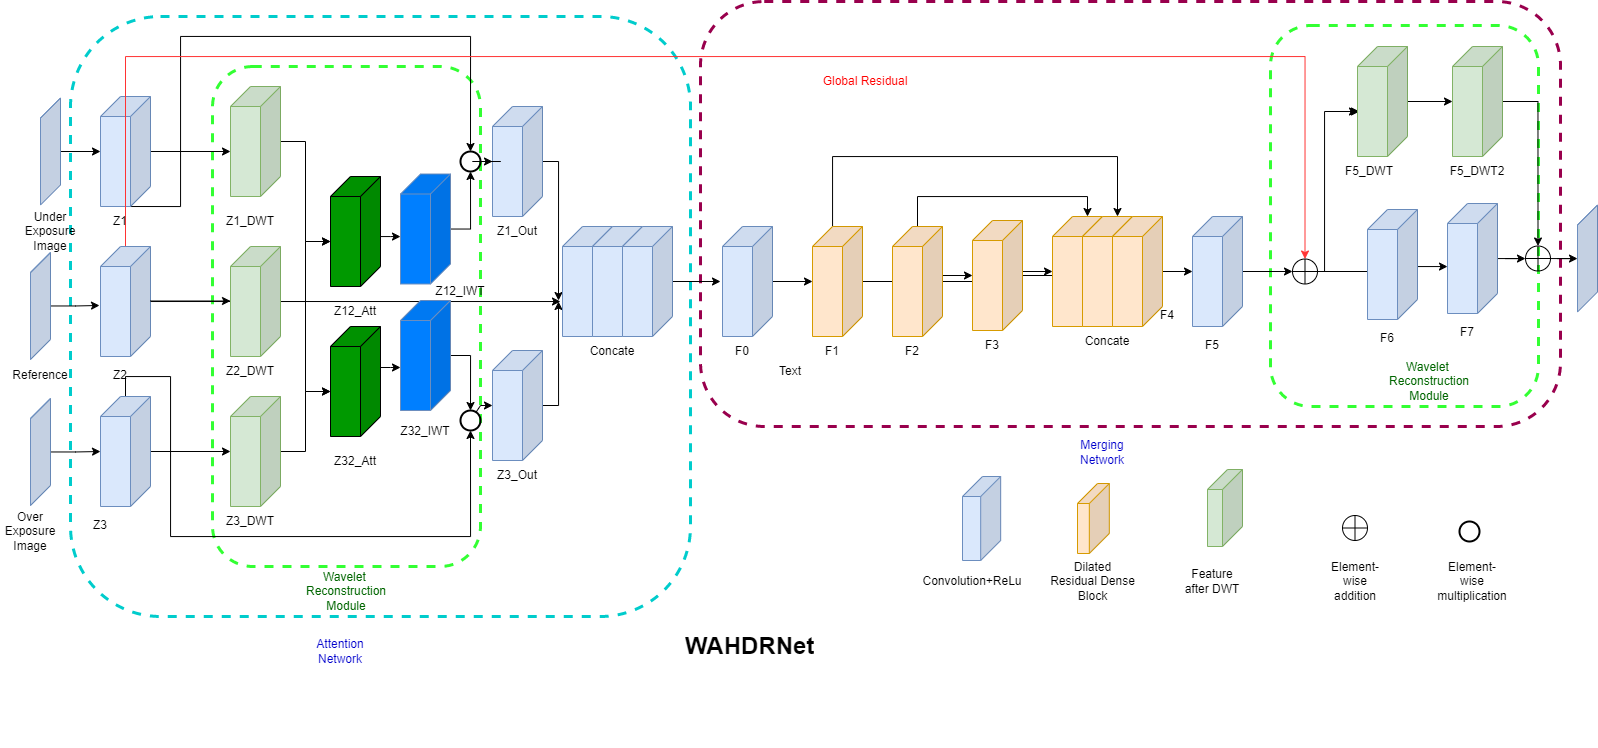 Global Residual
Under
Exposure
Image
Z1
Z1_DWT
Z1_Out
Z12_IWT
Z12_Att
Reference
Z2
Z2_DWT
Concate
Z32_IWT
Z32_Att
Z3_Out
Over
Exposure
Image
Z3
Z3_DWT
Wavelet
Reconstruction
Module
Attention
Network
F0
Text
F1
F2
F3
Concate
F4
F5
F5_DWT
F5_DWT2
F6
F7
Wavelet
Reconstruction
Module
Merging
Network
Convolution+ReLu
Dilated
Residual Dense
Block
Feature
after DWT
Element-
wise
addition
Element-
wise
multiplication
WAHDRNet